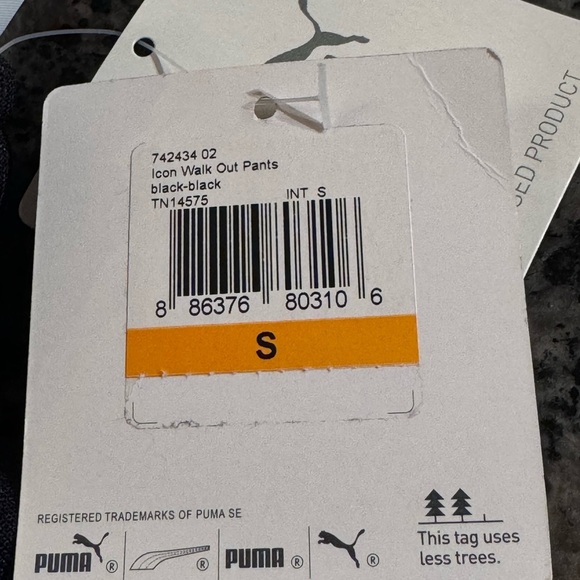 742434 02
Icon Walk Out Pants
black-black
TN14575
INT S
8 86376 80310 6
S
PRODUCT
REGISTERED TRADEMARKS OF PUMA SE
PUMA® ® PUMA® ®
This tag uses
less trees.